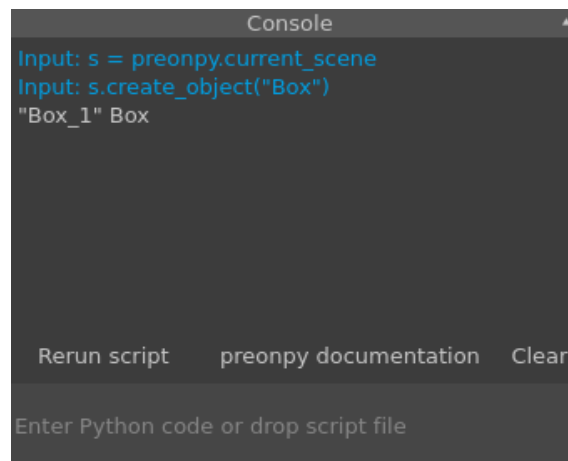 Console
Input: s = preonpy.current_scene
Input: s.create_object("Box")
"Box_1" Box
Rerun script preonpy documentation Clear
Enter Python code or drop script file